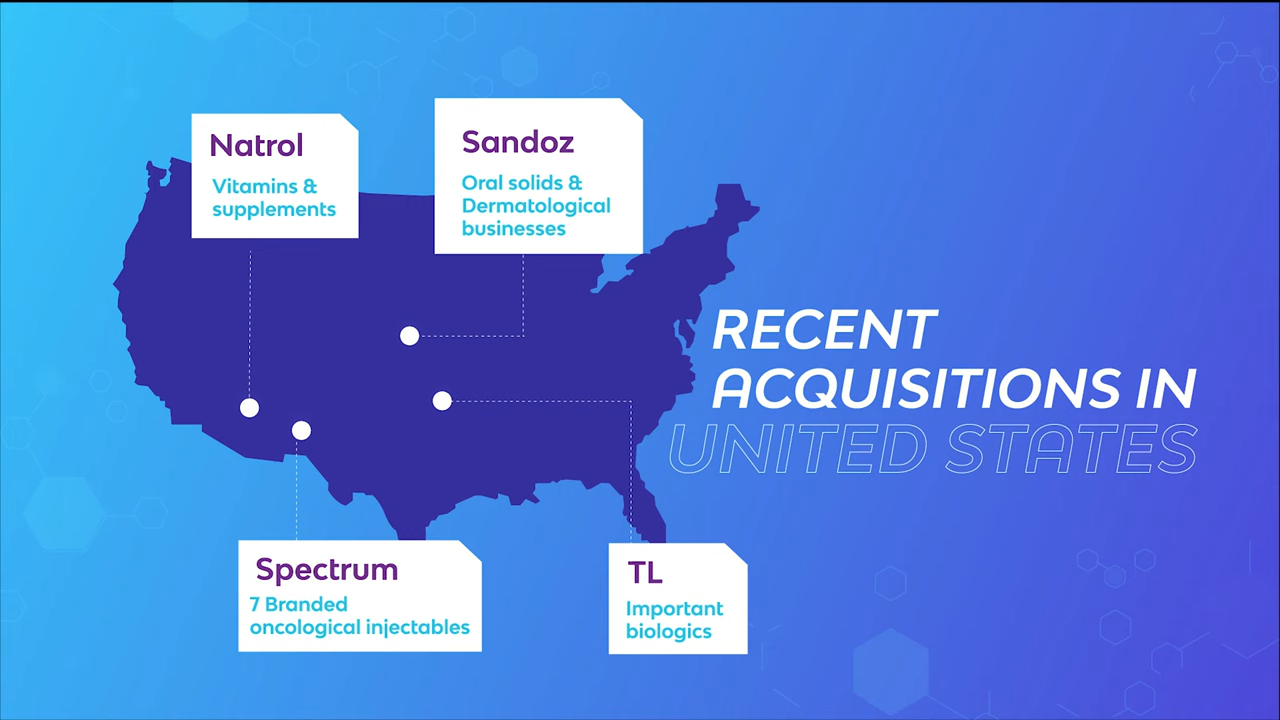 Natrol
Vitamins &
supplements
Sandoz
Oral solids &
Dermatological
businesses
RECENT
ACQUISITIONS IN
UNITED STATES
Spectrum
7 Branded
oncological injectables
TL
Important
biologics